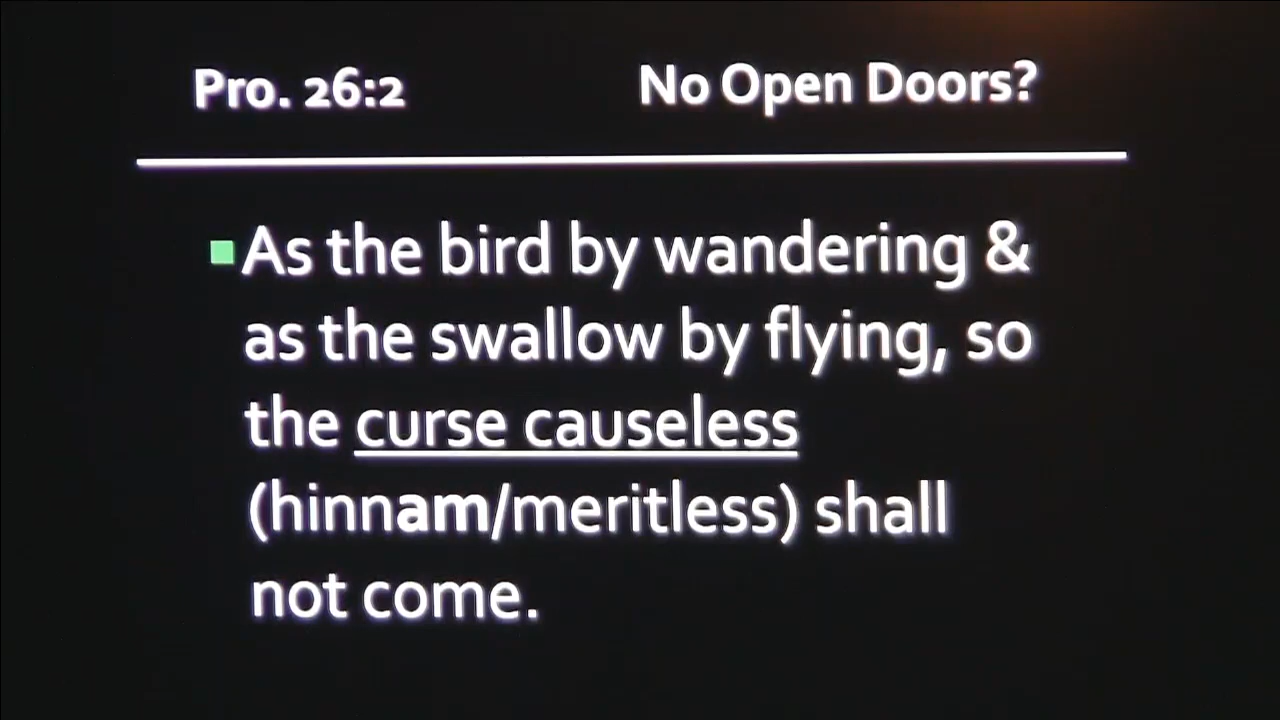 Pro. 26:2 No Open Doors?
As the bird by wandering &
as the swallow by flying, so
the curse causeless
(hinnam/meritless) shall
not come.